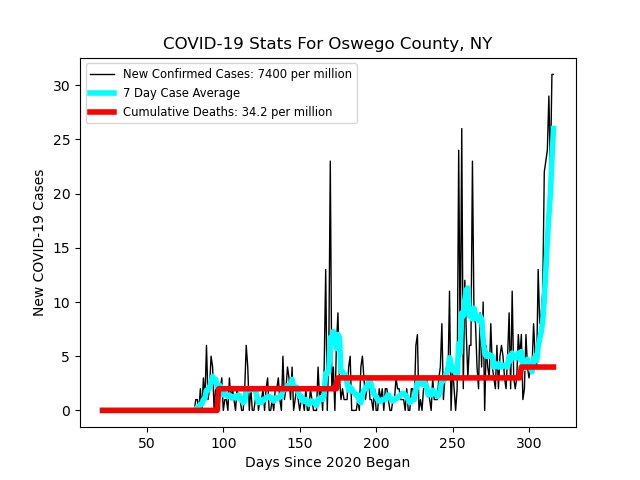 COVID-19 Stats For Oswego County, NY
New Confirmed Cases: 7400 per million
7 Day Case Average
Cumulative Deaths: 34.2 per million
New COVID-19 Cases
30
25
20
15
10
5
0
50 100 150 200 250 300
Days Since 2020 Began